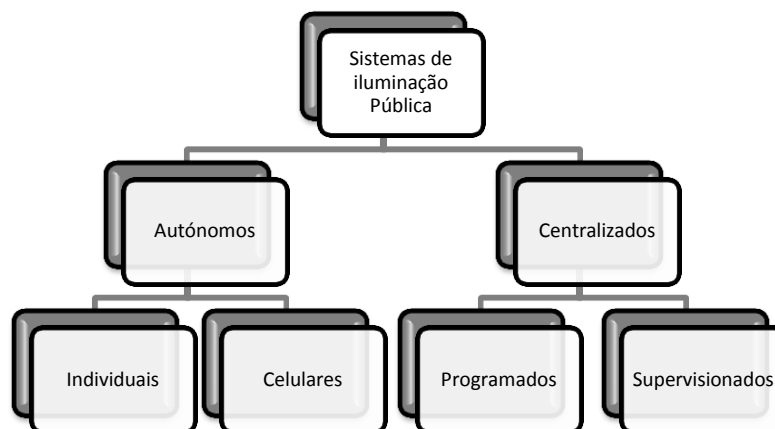 Sistemas de
iluminação
Pública
Autónomos
Centralizados
Individuais
Celulares
Programados
Supervisionados